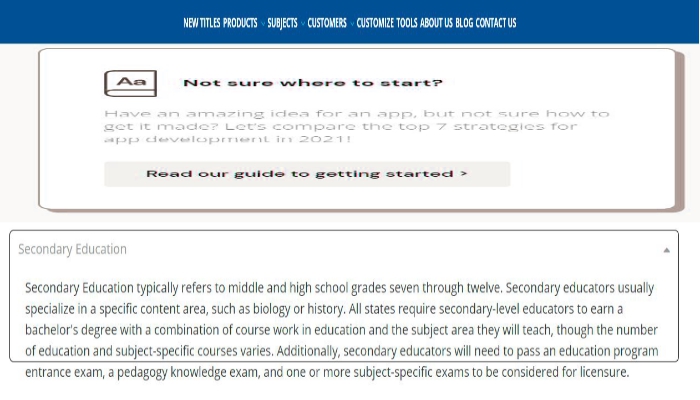 NEW TITLES PRODUCTS SUBJECTS CUSTOMERS CUSTOMIZE TOOLS ABOUT US BLOG CONTACT US
Aa Not sure where to start?
Have an amazing idea for an app, but not sure how to
get it made? Let's compare the top 7 strategies for
app development in 2021!
Read our guide to getting started >
Secondary Education
Secondary Education typically refers to middle and high school grades seven through twelve. Secondary educators usually
specialize in a specific content area, such as biology or history. All states require secondary-level educators to earn a
bachelor's degree with a combination of course work in education and the subject area they will teach, though the number
of education and subject-specific courses varies. Additionally, secondary educators will need to pass an education program
entrance exam, a pedagogy knowledge exam, and one or more subject-specific exams to be considered for licensure.